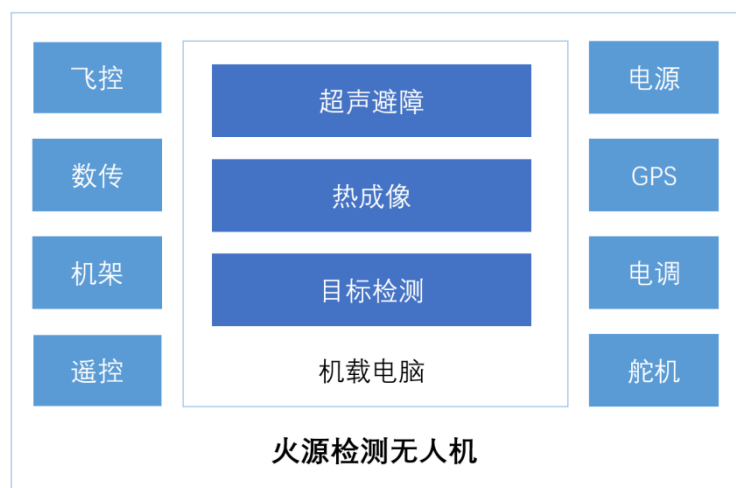 飞控
数传
机架
遥控
超声避障
热成像
目标检测
机载电脑
电源
GPS
电调
舵机
火源检测无人机